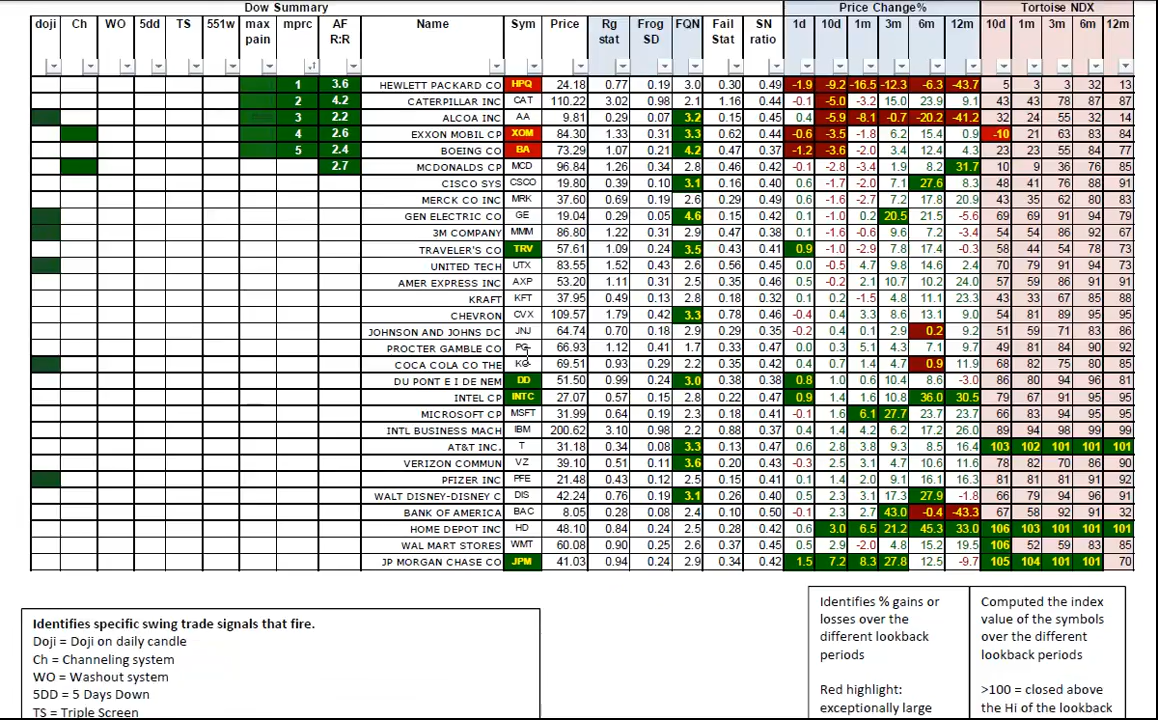 Dow Summary Price Change% Tortoise NDX
doji Ch WO 5dd TS 551w max pain mprc AF R:R Name Sym Price Rg stat Frog SD FQN Fail Stat SN ratio 1d 10d 1m 3m 6m 12m 10d 1m 3m 6m 12m
1 3.6 HEWLETT PACKARD CO HPQ 24.18 0.77 0.19 3.0 0.30 0.49 -1.9 -9.2 -16.5 -12.3 -6.3 -43.7 5 3 3 32 13
2 4.2 CATERPILLAR INC CAT 110.22 3.02 0.98 2.1 1.16 0.44 -0.1 -5.0 -3.2 15.0 23.9 9.1 43 43 78 87 87
3 2.2 ALCOA INC AA 9.81 0.29 0.07 3.2 0.15 0.45 0.4 -5.9 -8.1 -0.7 -20.2 -41.2 32 24 55 32 14
4 2.6 EXXON MOBIL CP XOM 84.30 1.33 0.31 3.3 0.62 0.44 -0.6 -3.5 -1.8 6.2 15.4 0.9 -10 21 63 83 84
5 2.4 BOEING CO BA 73.29 1.07 0.21 4.2 0.47 0.37 -1.2 -3.6 -2.0 3.4 12.4 4.3 23 23 55 84 77
2.7 MCDONALDS CP MCD 96.84 1.26 0.34 2.8 0.46 0.42 -0.1 -2.8 -3.4 1.9 8.2 31.7 10 9 36 76 85
CISCO SYS CSCO 19.80 0.39 0.10 3.1 0.16 0.40 0.6 -1.7 -2.0 7.1 27.6 8.3 48 41 76 88 91
MERCK CO INC MRK 37.60 0.69 0.19 2.6 0.29 0.49 0.6 -1.6 -2.7 7.2 17.8 20.9 43 35 62 80 83
GEN ELECTRIC CO GE 19.04 0.29 0.05 4.6 0.15 0.42 0.1 -1.0 0.2 20.5 21.5 -5.6 69 69 91 94 79
3M COMPANY MMM 86.80 1.22 0.31 2.9 0.47 0.38 0.1 -1.6 -0.6 9.6 7.2 -3.4 54 54 86 92 67
TRAVELER'S CO TRV 57.61 1.09 0.24 3.5 0.43 0.41 0.9 -1.0 -2.9 7.8 17.4 -0.3 58 44 54 78 73
UNITED TECH UTX 83.55 1.52 0.43 2.6 0.56 0.45 0.0 -0.5 4.7 9.8 14.6 2.4 70 79 91 94 73
AMER EXPRESS INC AXP 53.20 1.11 0.31 2.5 0.35 0.46 0.5 -0.2 0.7 10.7 10.2 24.0 57 59 86 91 91
KRAFT KFT 37.95 0.49 0.13 2.8 0.18 0.32 0.1 0.2 -1.5 4.8 11.1 23.3 43 33 67 85 88
CHEVRON CVX 109.57 1.79 0.42 3.3 0.78 0.46 -0.4 0.4 3.3 8.6 13.1 9.0 54 81 89 95 95
JOHNSON AND JOHNS DC JNJ 64.74 0.70 0.18 2.9 0.29 0.35 -0.2 0.4 0.1 2.9 0.2 9.2 51 59 71 83 86
PROCTER GAMBLE CO PG 66.93 1.12 0.41 1.7 0.33 0.47 0.0 0.3 5.1 4.3 7.1 9.7 49 81 84 92 90
COCA COLA CO THE KO 69.51 0.93 0.29 2.2 0.35 0.42 0.4 0.7 1.4 4.7 0.9 11.9 68 82 75 80 85
DU PONT E I DE NEM DD 51.50 0.99 0.24 3.0 0.38 0.38 0.8 1.0 0.6 10.4 8.6 -3.0 86 80 94 96 81
INTEL CP INTC 27.07 0.57 0.15 2.8 0.22 0.47 0.9 1.4 1.6 10.8 36.0 30.5 79 67 91 95 95
MICROSOFT CP MSFT 31.99 0.64 0.19 2.3 0.18 0.41 -0.1 1.6 6.1 27.7 23.7 23.7 66 83 94 95 95
INTL BUSINESS MACH IBM 200.62 3.10 0.98 2.2 0.88 0.37 0.4 1.4 4.2 6.2 17.2 26.0 89 94 98 99 99
AT&T INC. T 31.18 0.34 0.08 3.3 0.13 0.47 0.6 2.8 3.8 9.3 8.5 16.4 103 102 101 101 101
VERIZON COMMUN VZ 39.10 0.51 0.11 3.6 0.20 0.43 -0.3 2.5 3.1 4.7 10.6 11.6 78 82 70 86 90
PFIZER INC PFE 21.48 0.43 0.12 2.5 0.15 0.41 0.1 1.4 2.0 9.1 16.1 16.3 81 81 81 91 92
WALT DISNEY-DISNEY C DIS 42.24 0.76 0.19 3.1 0.26 0.40 0.5 2.3 3.1 17.3 27.9 -1.8 66 79 94 96 91
BANK OF AMERICA BAC 8.05 0.28 0.08 2.4 0.10 0.50 -0.1 2.3 2.7 43.0 -0.4 -43.3 67 58 92 91 32
HOME DEPOT INC HD 48.10 0.84 0.24 2.5 0.28 0.42 0.6 3.0 6.5 21.2 45.3 33.0 106 103 101 101 101
WAL MART STORES WMT 60.08 0.90 0.25 2.6 0.37 0.45 0.5 2.9 -2.0 4.8 15.2 19.5 106 52 59 83 85
JP MORGAN CHASE CO JPM 41.03 0.94 0.24 2.9 0.34 0.42 1.5 7.2 8.3 27.8 12.5 -9.7 105 104 101 101 70
Identifies specific swing trade signals that fire.
Doji = Doji on daily candle
Ch = Channeling system
WO = Washout system
5DD = 5 Days Down
TS = Triple Screen
Identifies % gains or
losses over the
different lookback
periods
Red highlight:
exceptionally large
Computed the index
value of the symbols
over the different
lookback periods
>100 = closed above
the Hi of the lookback